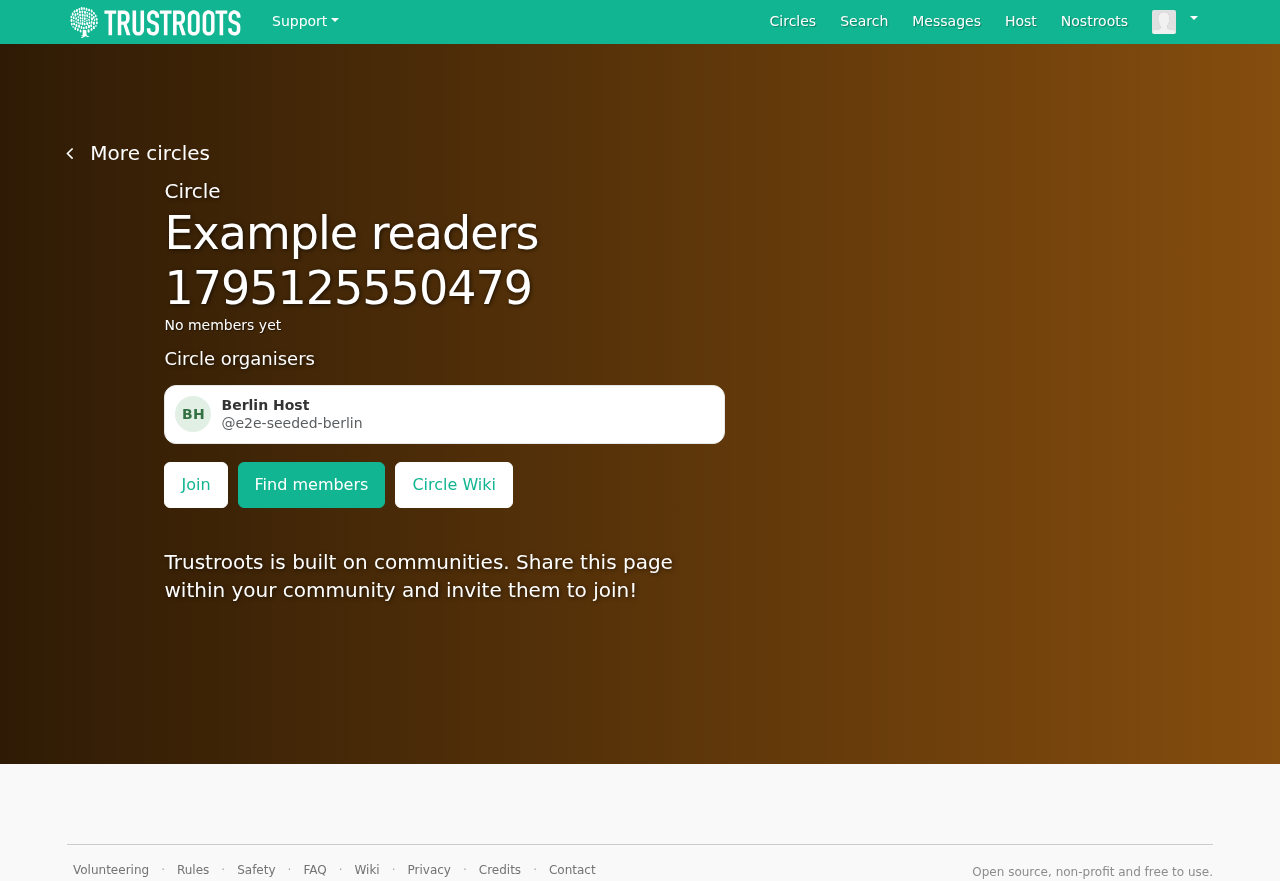 TRUSTROOTS Support Circles Search Messages Host Nostroots
More circles
Circle
Example readers
1795125550479
No members yet
Circle organisers
BH
Berlin Host
@e2e-seeded-berlin
Join Find members Circle Wiki
Trustroots is built on communities. Share this page
within your community and invite them to join!
Volunteering · Rules · Safety · FAQ · Wiki · Privacy · Credits · Contact
Open source, non-profit and free to use.